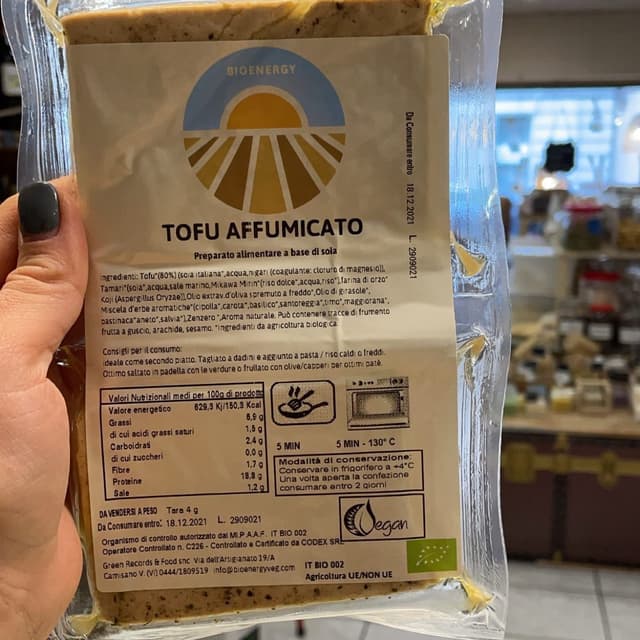 BIOENERGY
TOFU AFFUMICATO
Preparato alimentare a base di soia
Da Consumare entro 18.12.2021 L. 2909021
Ingredienti: Tofu*(80%) (soia italiana*,acqua,nigari (coagulante: cloruro di magnesio)),
Tamari*(soia*,acqua,sale marino,Mikawa Mirin*(riso dolce*,acqua,riso*,farina di orzo*
Koji (Aspergillus Oryzae)),Olio extrav.d'oliva spremuto a freddo*,Olio di girasole*,
Miscela d'erbe aromatiche*(cipolla*,carota*,basilico*,santoreggia*,timo*,maggiorana*,
pastinaca*aneto*,salvia*),Zenzero*,Aroma naturale. Può contenere tracce di frumento
frutta a guscio, arachide, sesamo. *Ingredienti da agricoltura biologica
Consigli per il consumo:
Ideale come secondo piatto. Tagliato a dadini e aggiunto a pasta / riso caldi o freddi.
Ottimo saltato in padella con le verdure o frullato con olive/capperi per ottimi patè.
Valori Nutrizionali medi per 100g di prodotto
Valore energetico 629,3 Kj/150,3 Kcal
Grassi 8,9 g
di cui acidi grassi saturi 1,5 g
Carboidrati 2,4 g
di cui zuccheri 0,0 g
Fibre 1,7 g
Proteine 18,8 g
Sale 1,2 g
5 MIN
5 MIN - 130° C
Modalità di conservazione:
Conservare in frigorifero a +4°C
Una volta aperta la confezione
consumare entro 2 giorni
DA VENDERSI A PESO Tara 4 g
Da Consumare entro: 18.12.2021 L. 2909021
Vegan
Organismo di controllo autorizzato dal MI.P.A.A.F. IT BIO 002
Operatore Controllato n. C226 - Controllato e Certificato da CODEX SRL
Green Records & Food snc Via dell'Artigianato 19/A
Camisano V. (VI) 0444/1809519 info@bioenergyveg.com
IT BIO 002
Agricoltura UE/NON UE